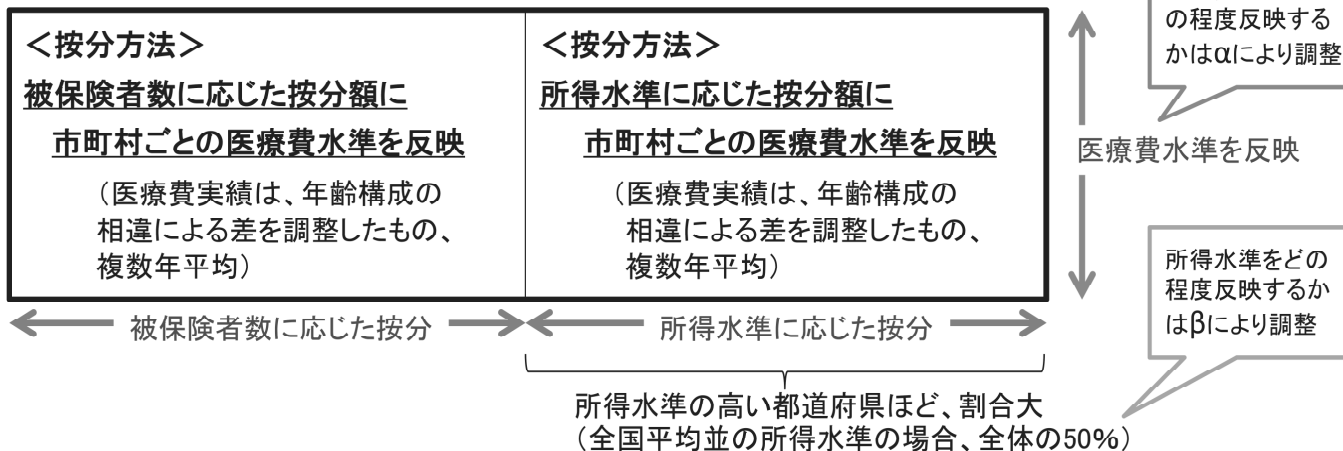 ＜按分方法＞
被保険者数に応じた按分額に
市町村ごとの医療費水準を反映
（医療費実績は、年齢構成の
相違による差を調整したもの、
複数年平均）
＜按分方法＞
所得水準に応じた按分額に
市町村ごとの医療費水準を反映
（医療費実績は、年齢構成の
相違による差を調整したもの、
複数年平均）
の程度反映する
かはαにより調整
医療費水準を反映
所得水準をどの
程度反映するか
はβにより調整
被保険者数に応じた按分
所得水準に応じた按分
所得水準の高い都道府県ほど、割合大
（全国平均並の所得水準の場合、全体の50%）